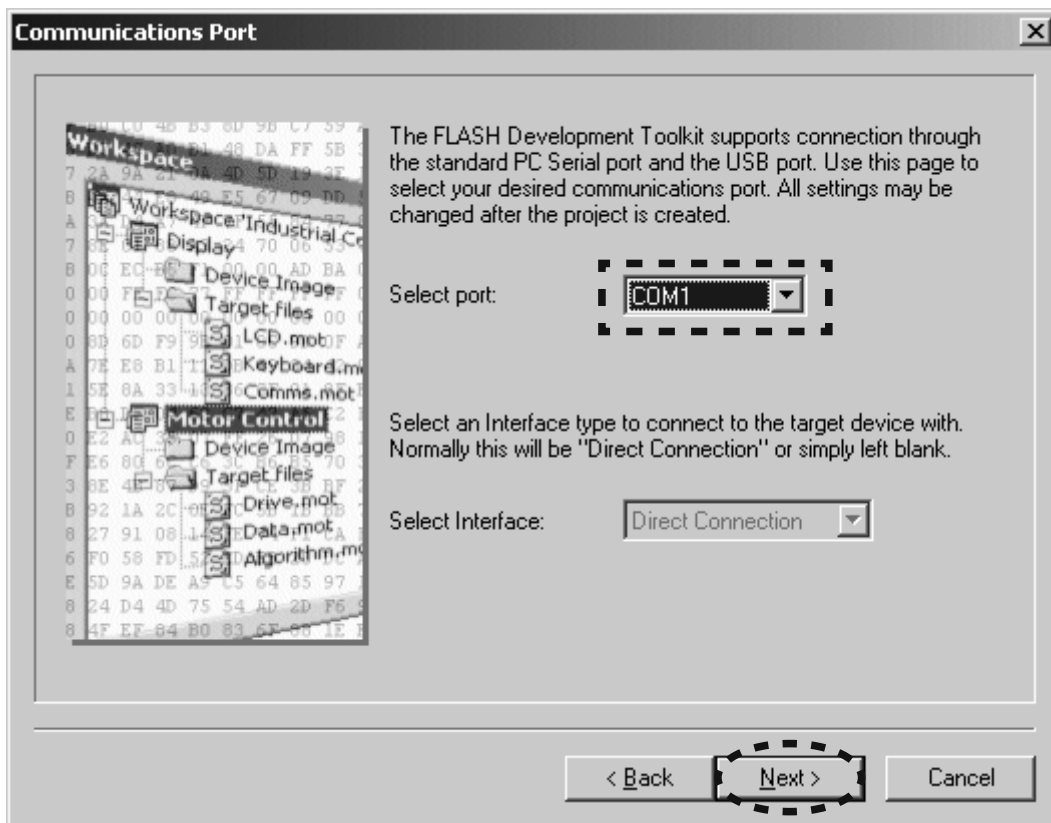 Communications Port
The FLASH Development Toolkit supports connection through
the standard PC Serial port and the USB port. Use this page to
select your desired communications port. All settings may be
changed after the project is created.
Select port:
COM1
Select an Interface type to connect to the target device with.
Normally this will be "Direct Connection" or simply left blank.
Select Interface:
Direct Connection
Workspace
Workspace "Industrial Co
Display
Device Image
Target files
LCD.mot
Keyboard.m
Comms.mot
Motor Control
Device Image
Target files
Drive.mot
Data.mot
Algorithm.mo
< Back
Next >
Cancel